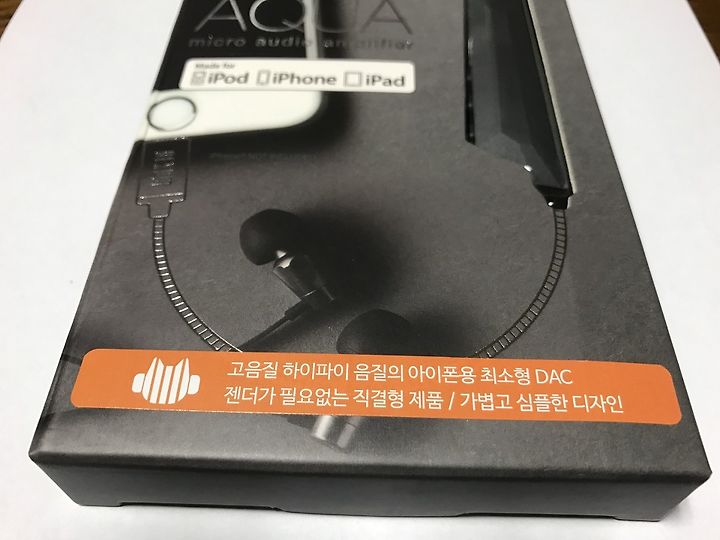 AQUA
micro audio amplifier
Made for
iPod iPhone iPad
고음질 하이파이 음질의 아이폰용 최소형 DAC
젠더가 필요없는 직결형 제품 / 가볍고 심플한 디자인